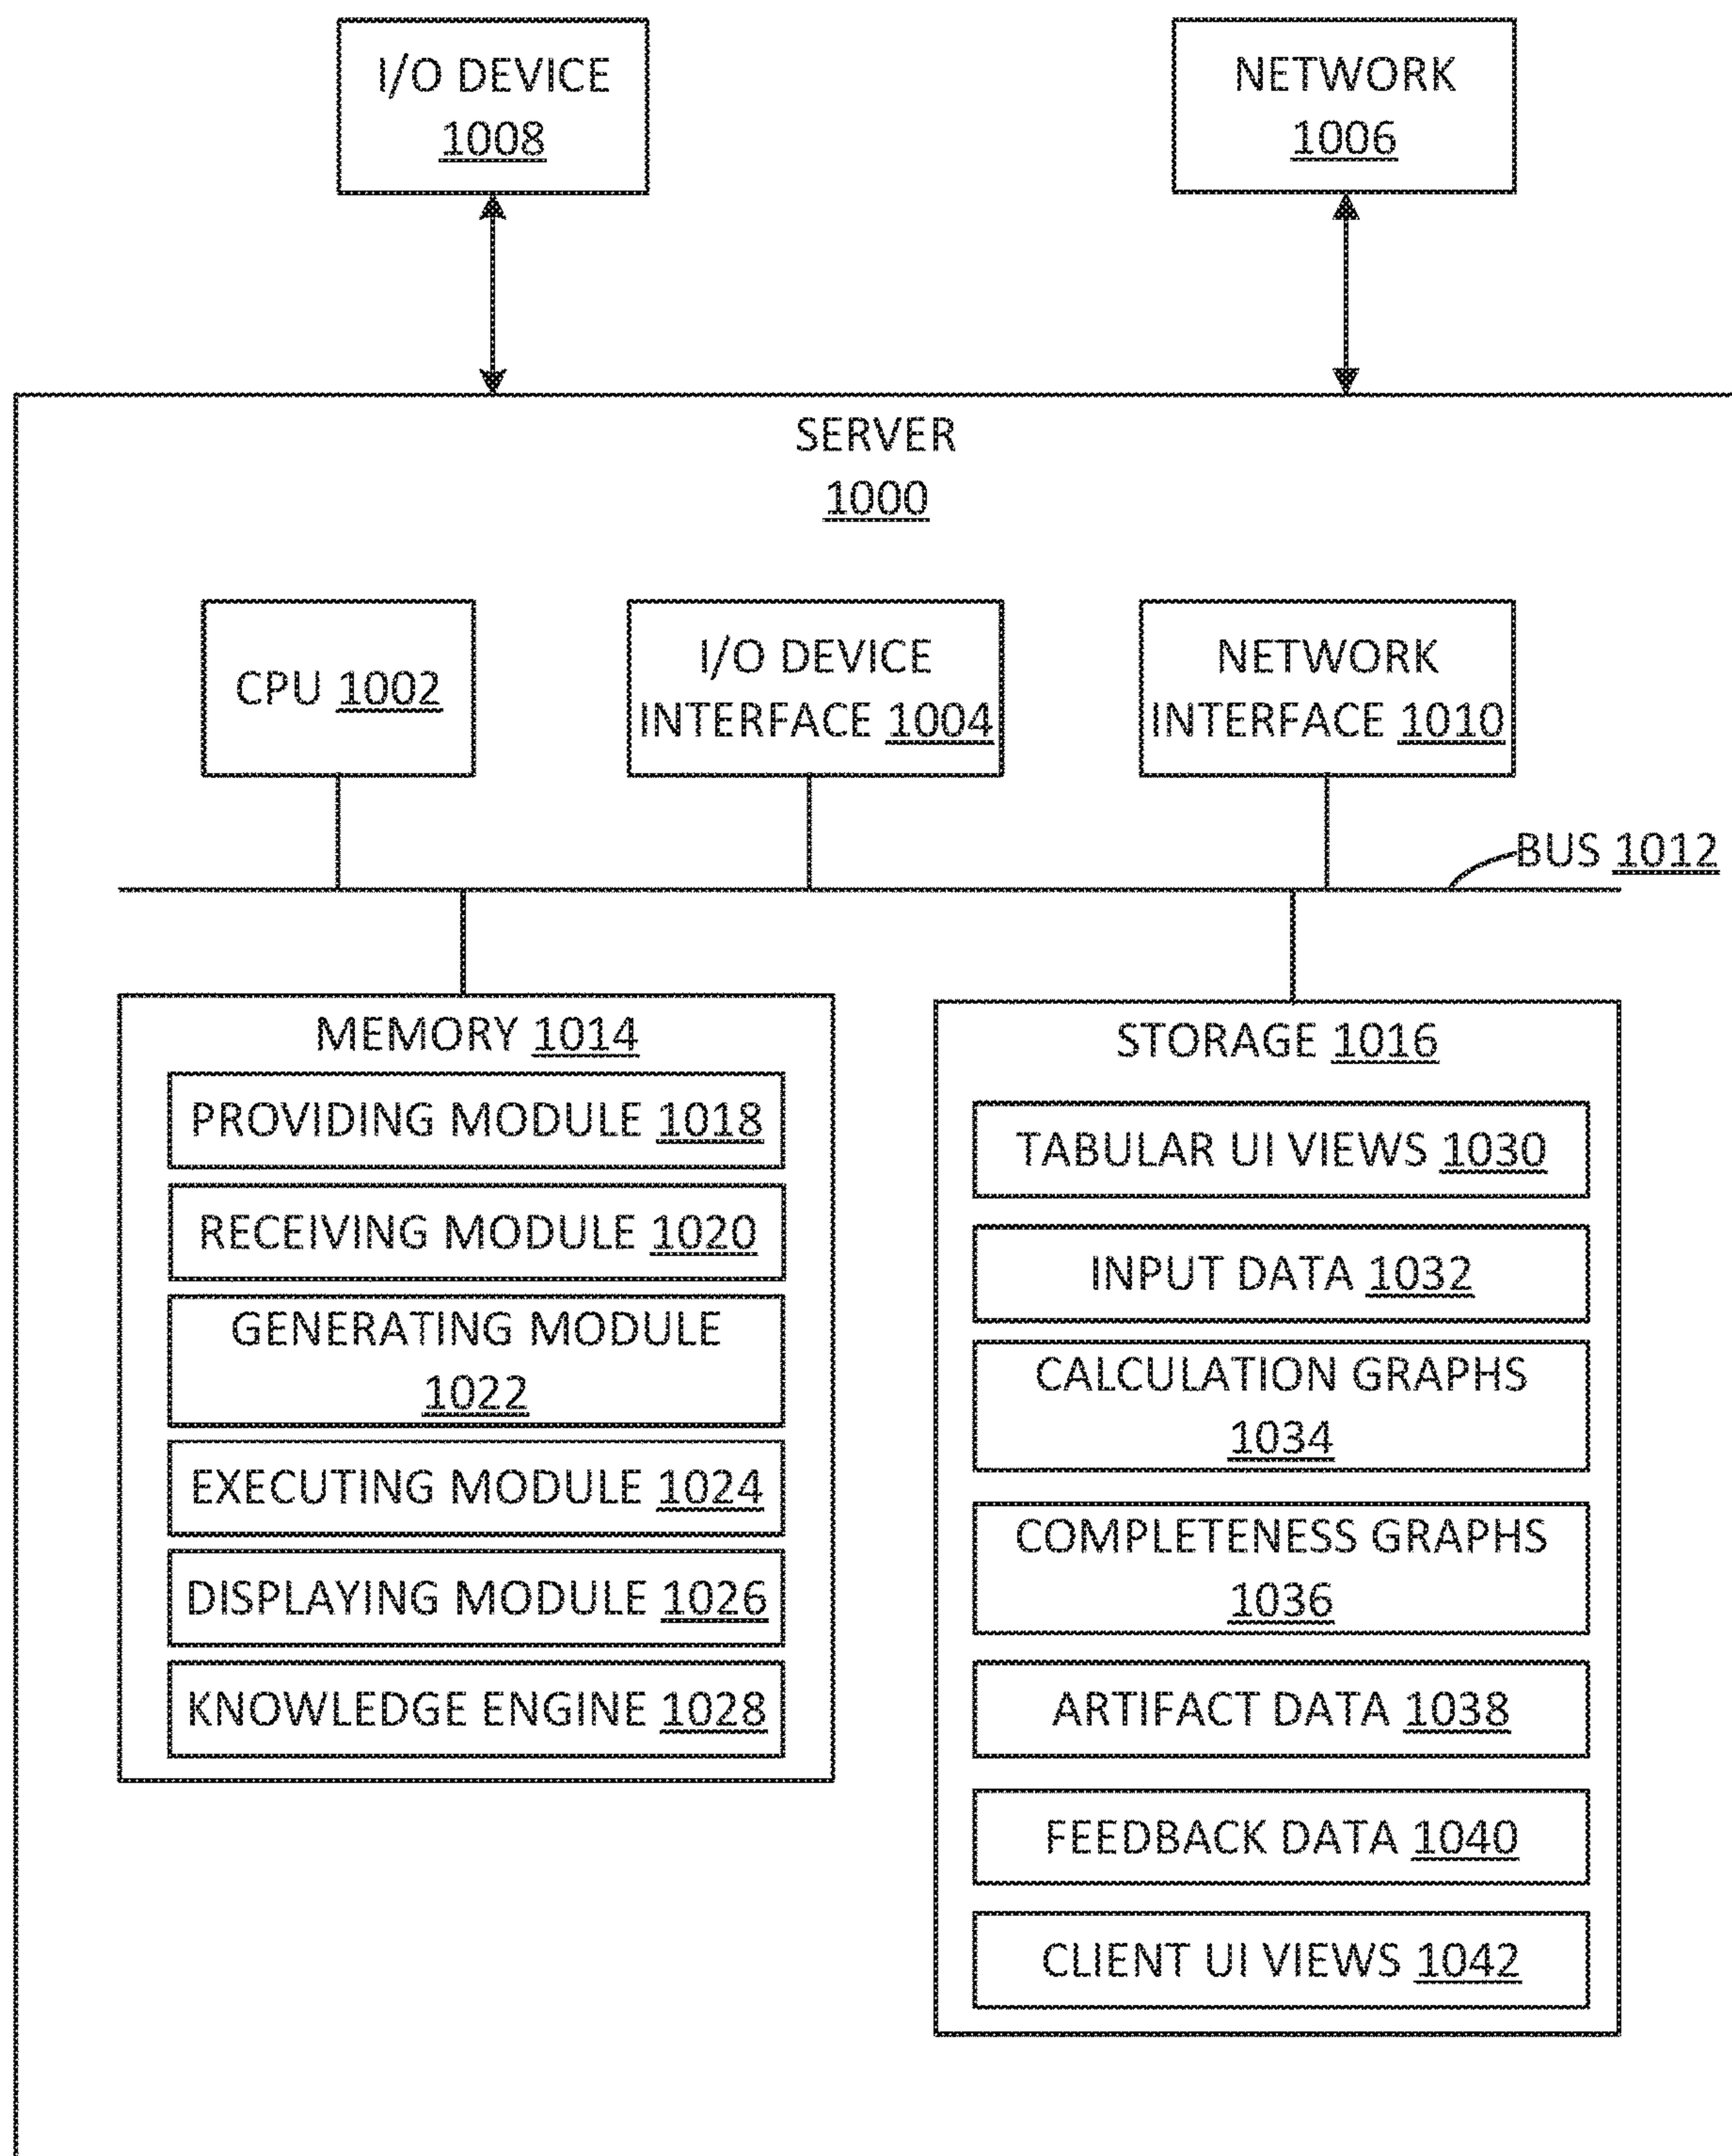 I/O DEVICE
1008
NETWORK
1006
SERVER
1000
CPU 1002
I/O DEVICE
INTERFACE 1004
NETWORK
INTERFACE 1010
BUS 1012
MEMORY 1014
PROVIDING MODULE 1018
RECEIVING MODULE 1020
GENERATING MODULE
1022
EXECUTING MODULE 1024
DISPLAYING MODULE 1026
KNOWLEDGE ENGINE 1028
STORAGE 1016
TABULAR UI VIEWS 1030
INPUT DATA 1032
CALCULATION GRAPHS
1034
COMPLETENESS GRAPHS
1036
ARTIFACT DATA 1038
FEEDBACK DATA 1040
CLIENT UI VIEWS 1042